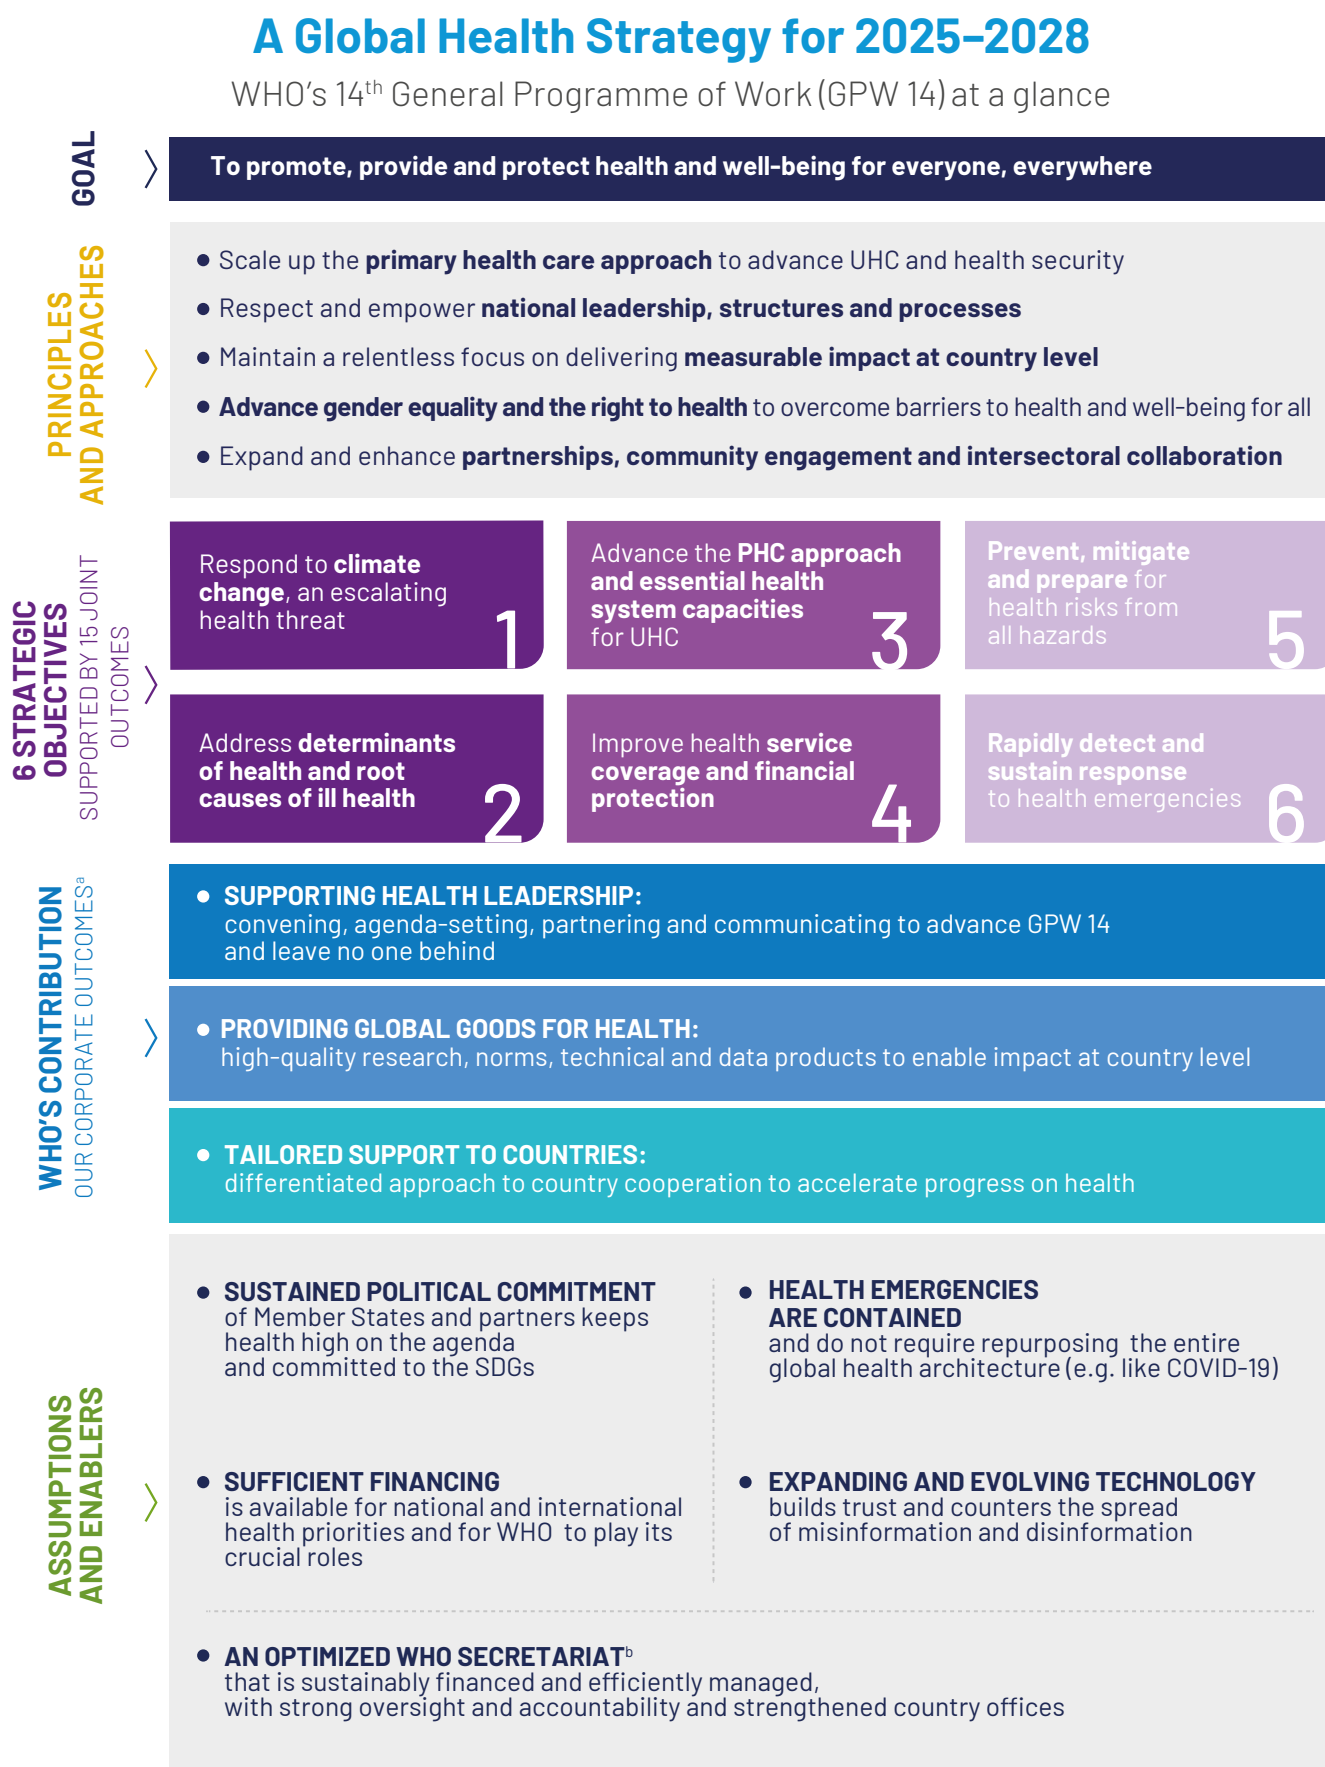 A Global Health Strategy for 2025–2028
WHO's 14th General Programme of Work (GPW 14) at a glance
GOAL
To promote, provide and protect health and well-being for everyone, everywhere
PRINCIPLES
AND APPROACHES
● Scale up the primary health care approach to advance UHC and health security
● Respect and empower national leadership, structures and processes
● Maintain a relentless focus on delivering measurable impact at country level
● Advance gender equality and the right to health to overcome barriers to health and well-being for all
● Expand and enhance partnerships, community engagement and intersectoral collaboration
6 STRATEGIC
OBJECTIVES
SUPPORTED BY 15 JOINT
OUTCOMES
Respond to climate
change, an escalating
health threat
1
Address determinants
of health and root
causes of ill health
2
Advance the PHC approach
and essential health
system capacities
for UHC
3
Improve health service
coverage and financial
protection
4
Prevent, mitigate
and prepare for
health risks from
all hazards
5
Rapidly detect and
sustain response
to health emergencies
6
WHO'S CONTRIBUTION
OUR CORPORATE OUTCOMESa
● SUPPORTING HEALTH LEADERSHIP:
convening, agenda-setting, partnering and communicating to advance GPW 14
and leave no one behind
● PROVIDING GLOBAL GOODS FOR HEALTH:
high-quality research, norms, technical and data products to enable impact at country level
● TAILORED SUPPORT TO COUNTRIES:
differentiated approach to country cooperation to accelerate progress on health
ASSUMPTIONS
AND ENABLERS
● SUSTAINED POLITICAL COMMITMENT
of Member States and partners keeps
health high on the agenda
and committed to the SDGs
● HEALTH EMERGENCIES
ARE CONTAINED
and do not require repurposing the entire
global health architecture (e.g. like COVID-19)
● SUFFICIENT FINANCING
is available for national and international
health priorities and for WHO to play its
crucial roles
● EXPANDING AND EVOLVING TECHNOLOGY
builds trust and counters the spread
of misinformation and disinformation
● AN OPTIMIZED WHO SECRETARIATb
that is sustainably financed and efficiently managed,
with strong oversight and accountability and strengthened country offices